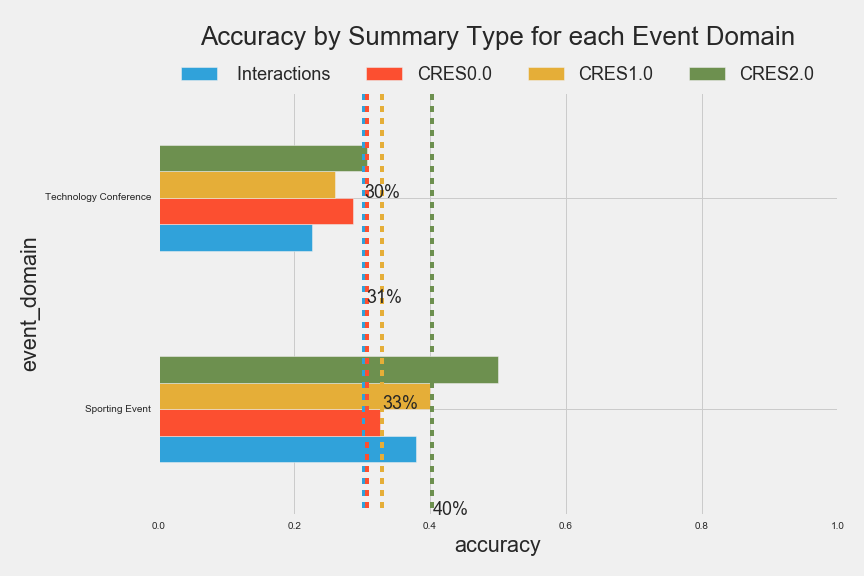 Accuracy by Summary Type for each Event Domain
Interactions CRES0.0 CRES1.0 CRES2.0
Technology Conference
30%
event_domain
31%
Sporting Event
33%
40%
0.0 0.2 0.4 0.6 0.8 1.0
accuracy